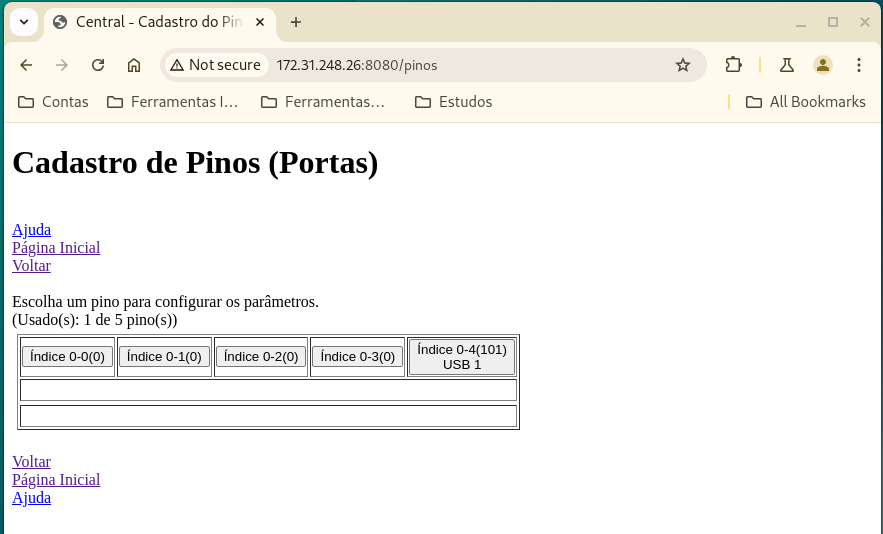 Central - Cadastro do Pin
Not secure 172.31.248.26:8080/pinos
Contas Ferramentas I... Ferramentas... Estudos All Bookmarks
Cadastro de Pinos (Portas)
Ajuda
Página Inicial
Voltar
Escolha um pino para configurar os parâmetros.
(Usado(s): 1 de 5 pino(s))
Índice 0-0(0) Índice 0-1(0) Índice 0-2(0) Índice 0-3(0) Índice 0-4(101)
USB 1
Voltar
Página Inicial
Ajuda